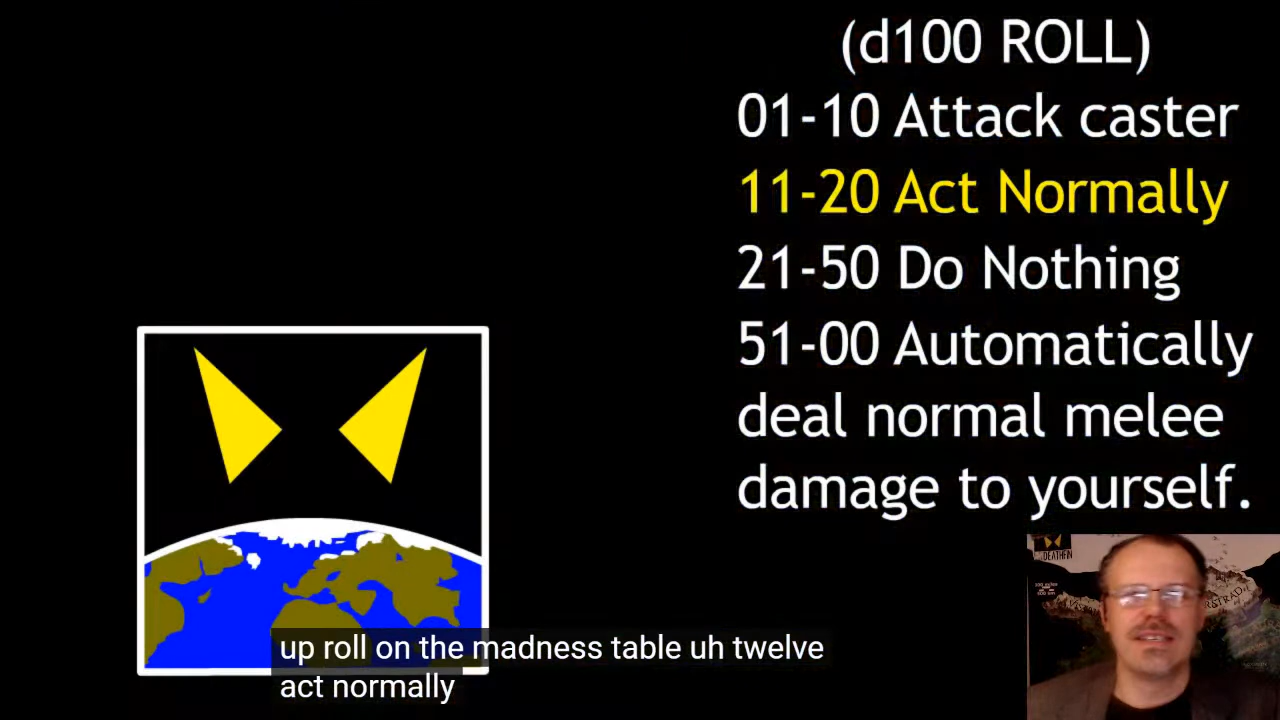 (d100 ROLL)
01-10 Attack caster
11-20 Act Normally
21-50 Do Nothing
51-00 Automatically
deal normal melee
damage to yourself.
DEATHFIN
up roll on the madness table uh twelve
act normally